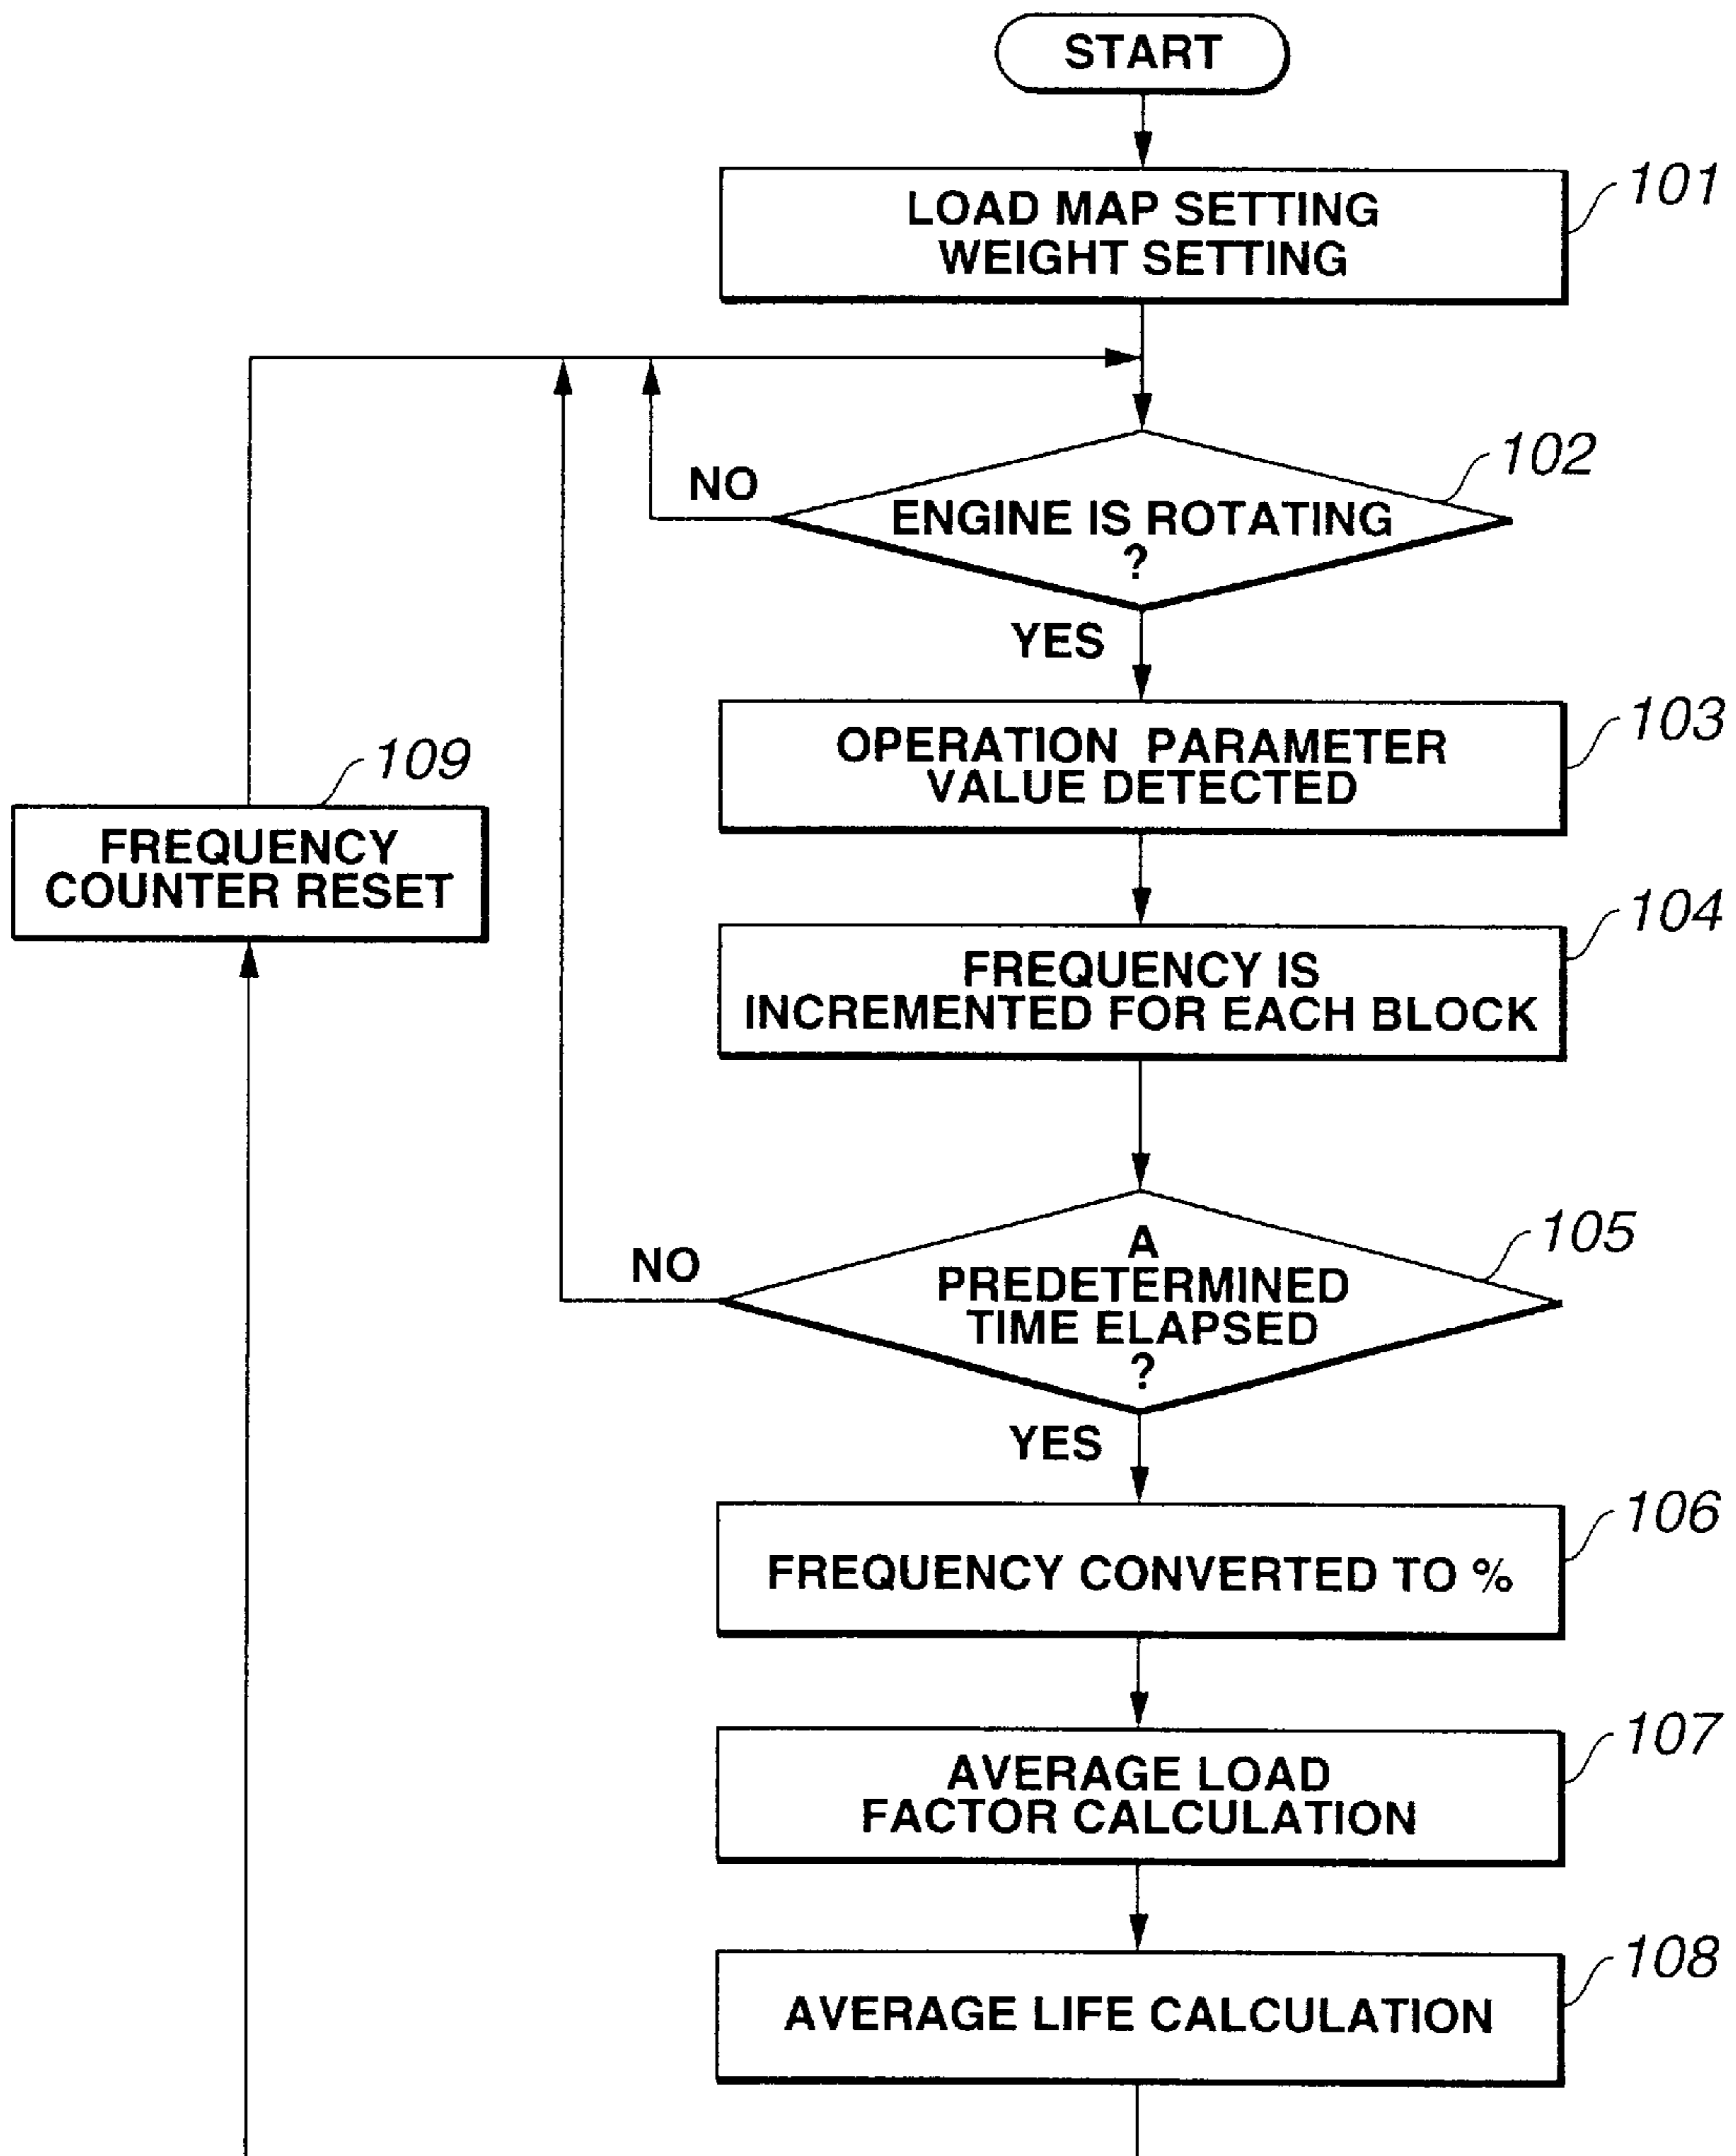 START
101
LOAD MAP SETTING
WEIGHT SETTING
102
NO
ENGINE IS ROTATING
?
YES
103
OPERATION PARAMETER
VALUE DETECTED
109
FREQUENCY
COUNTER RESET
104
FREQUENCY IS
INCREMENTED FOR EACH BLOCK
105
NO
A
PREDETERMINED
TIME ELAPSED
?
YES
106
FREQUENCY CONVERTED TO %
107
AVERAGE LOAD
FACTOR CALCULATION
108
AVERAGE LIFE CALCULATION